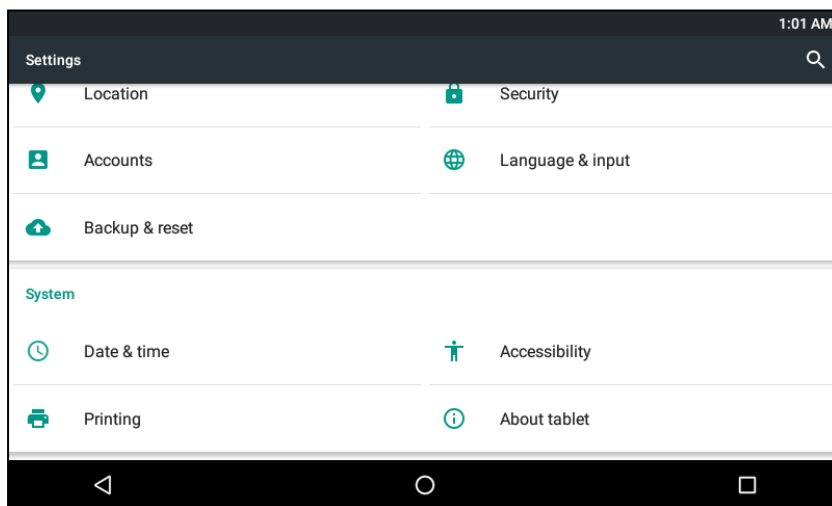 1:01 AM
Settings
Location
Security
Accounts
Language & input
Backup & reset
System
Date & time
Accessibility
Printing
About tablet